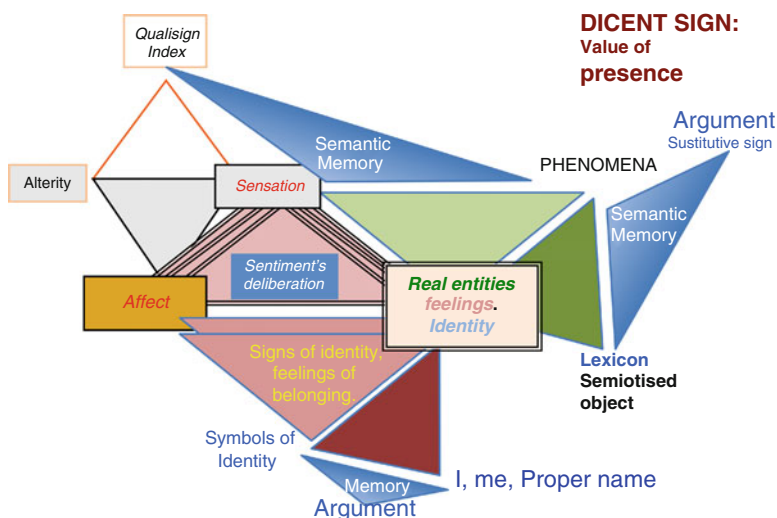 Qualisign
Index
DICENT SIGN:
Value of
presence
Semantic
Memory
Argument
Sustitutive sign
PHENOMENA
Alterity
Sensation
Semantic
Memory
Affect
Sentiment's
deliberation
Real entities
feelings.
Identity
Signs of identity,
feelings of
belonging.
Lexicon
Semiotised
object
Symbols of
Identity
Memory
I, me, Proper name
Argument